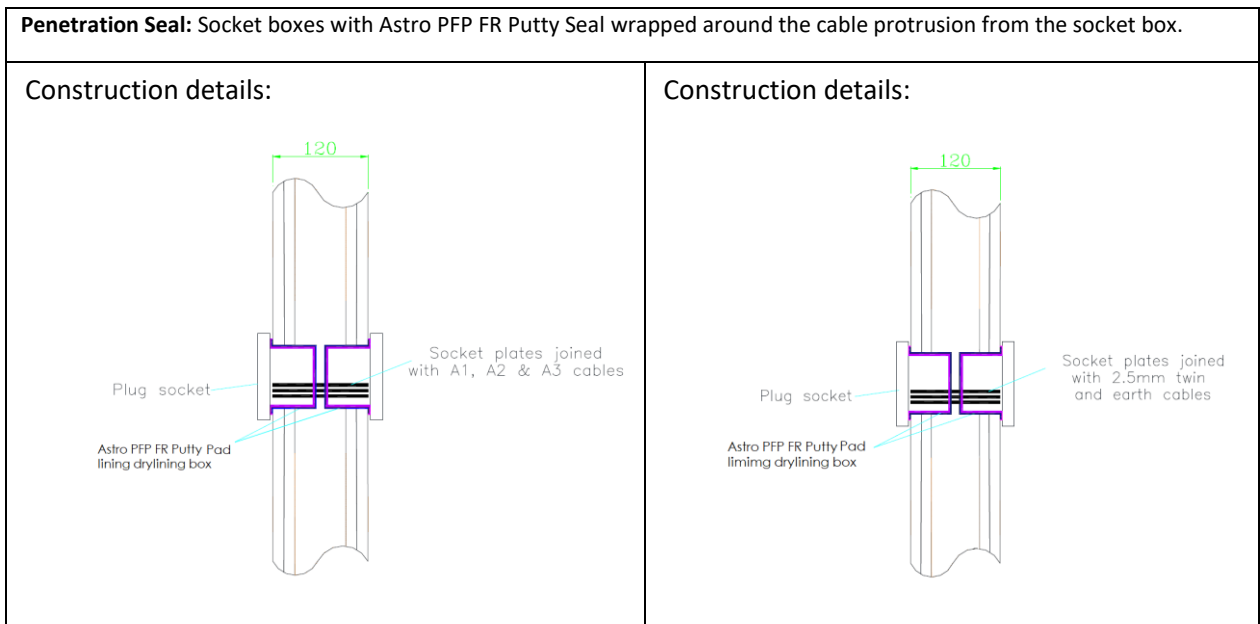 Penetration Seal: Socket boxes with Astro PFP FR Putty Seal wrapped around the cable protrusion from the socket box.
Construction details:
120
Socket plates joined
with A1, A2 & A3 cables
Plug socket
Astro PFP FR Putty Pad
lining drylining box
Construction details:
120
Socket plates joined
with 2.5mm twin
and earth cables
Plug socket
Astro PFP FR Putty Pad
limimg drylining box